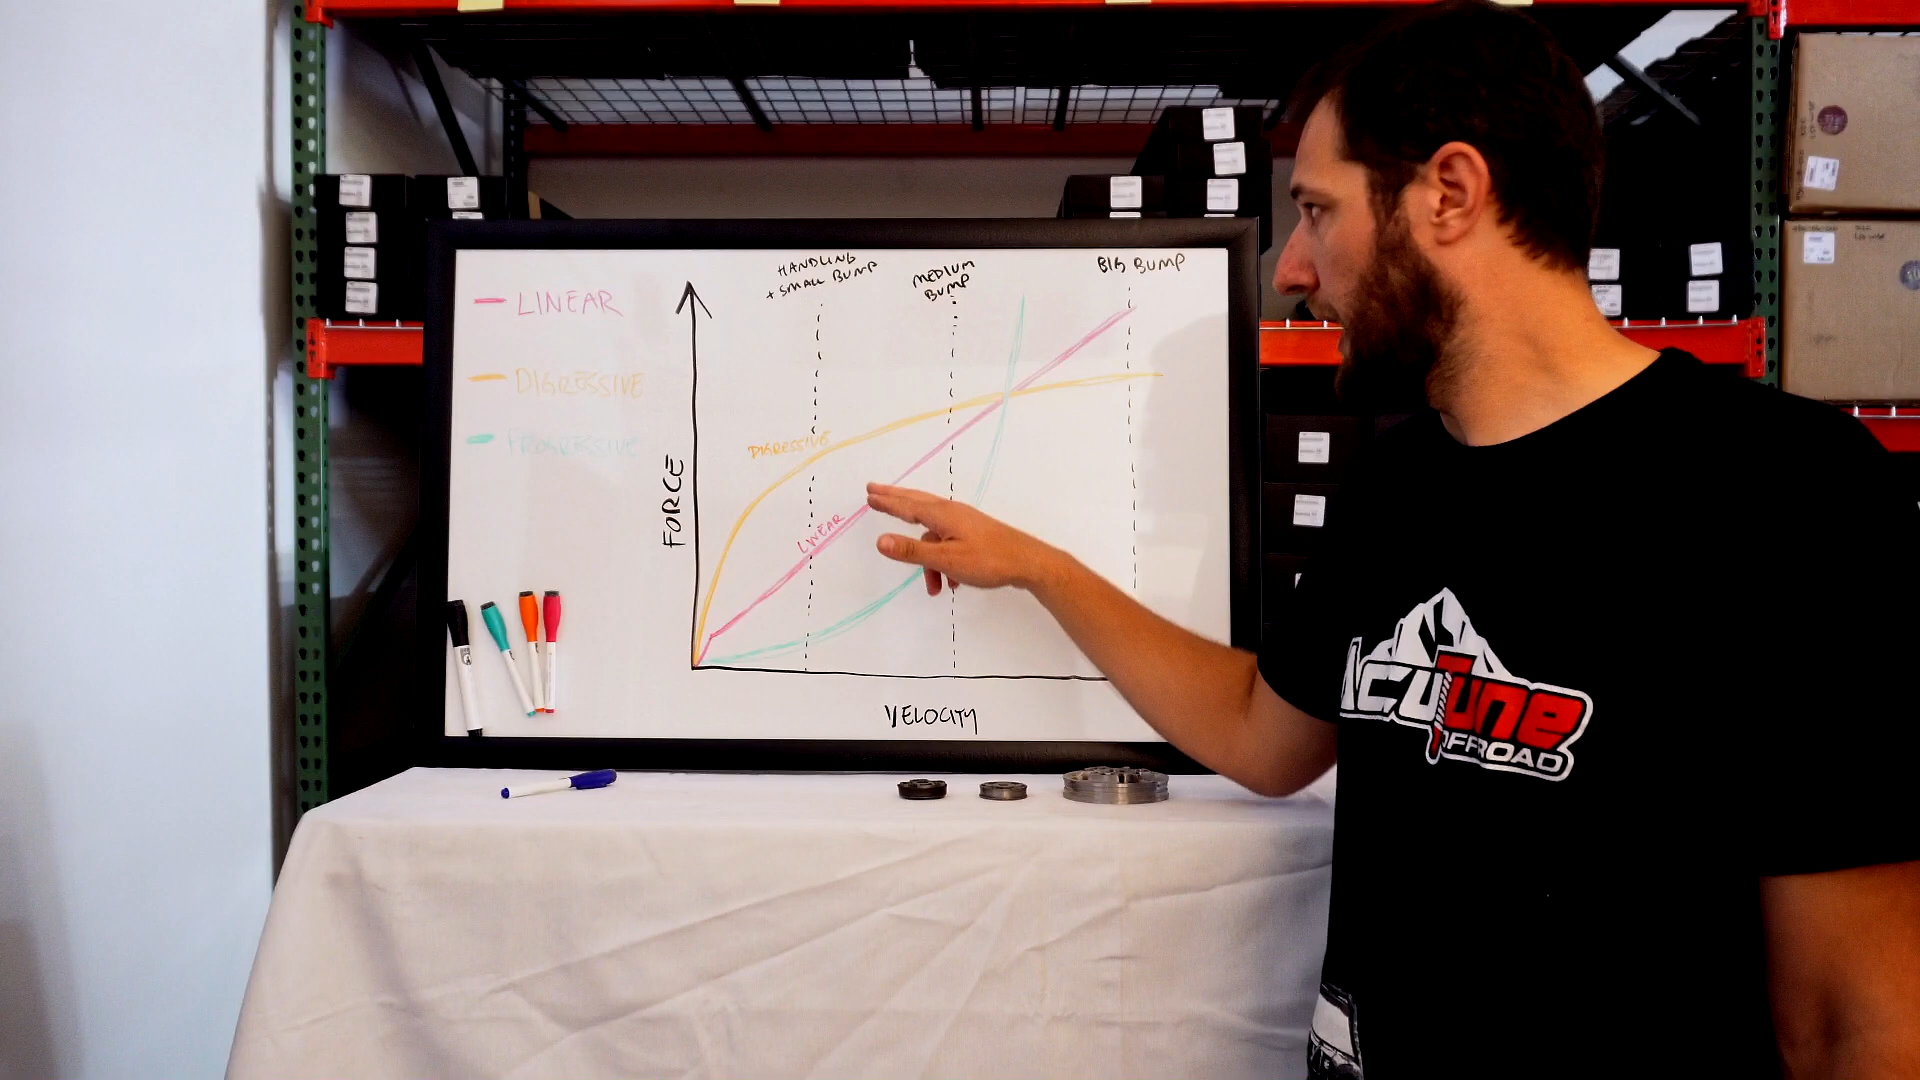 HANDLING
+ SMALL BUMP
MEDIUM
BUMP
BIG BUMP
LINEAR
DIGRESSIVE
PROGRESSIVE
DIGRESSIVE
LINEAR
FORCE
VELOCITY
AcuTune
OFFROAD